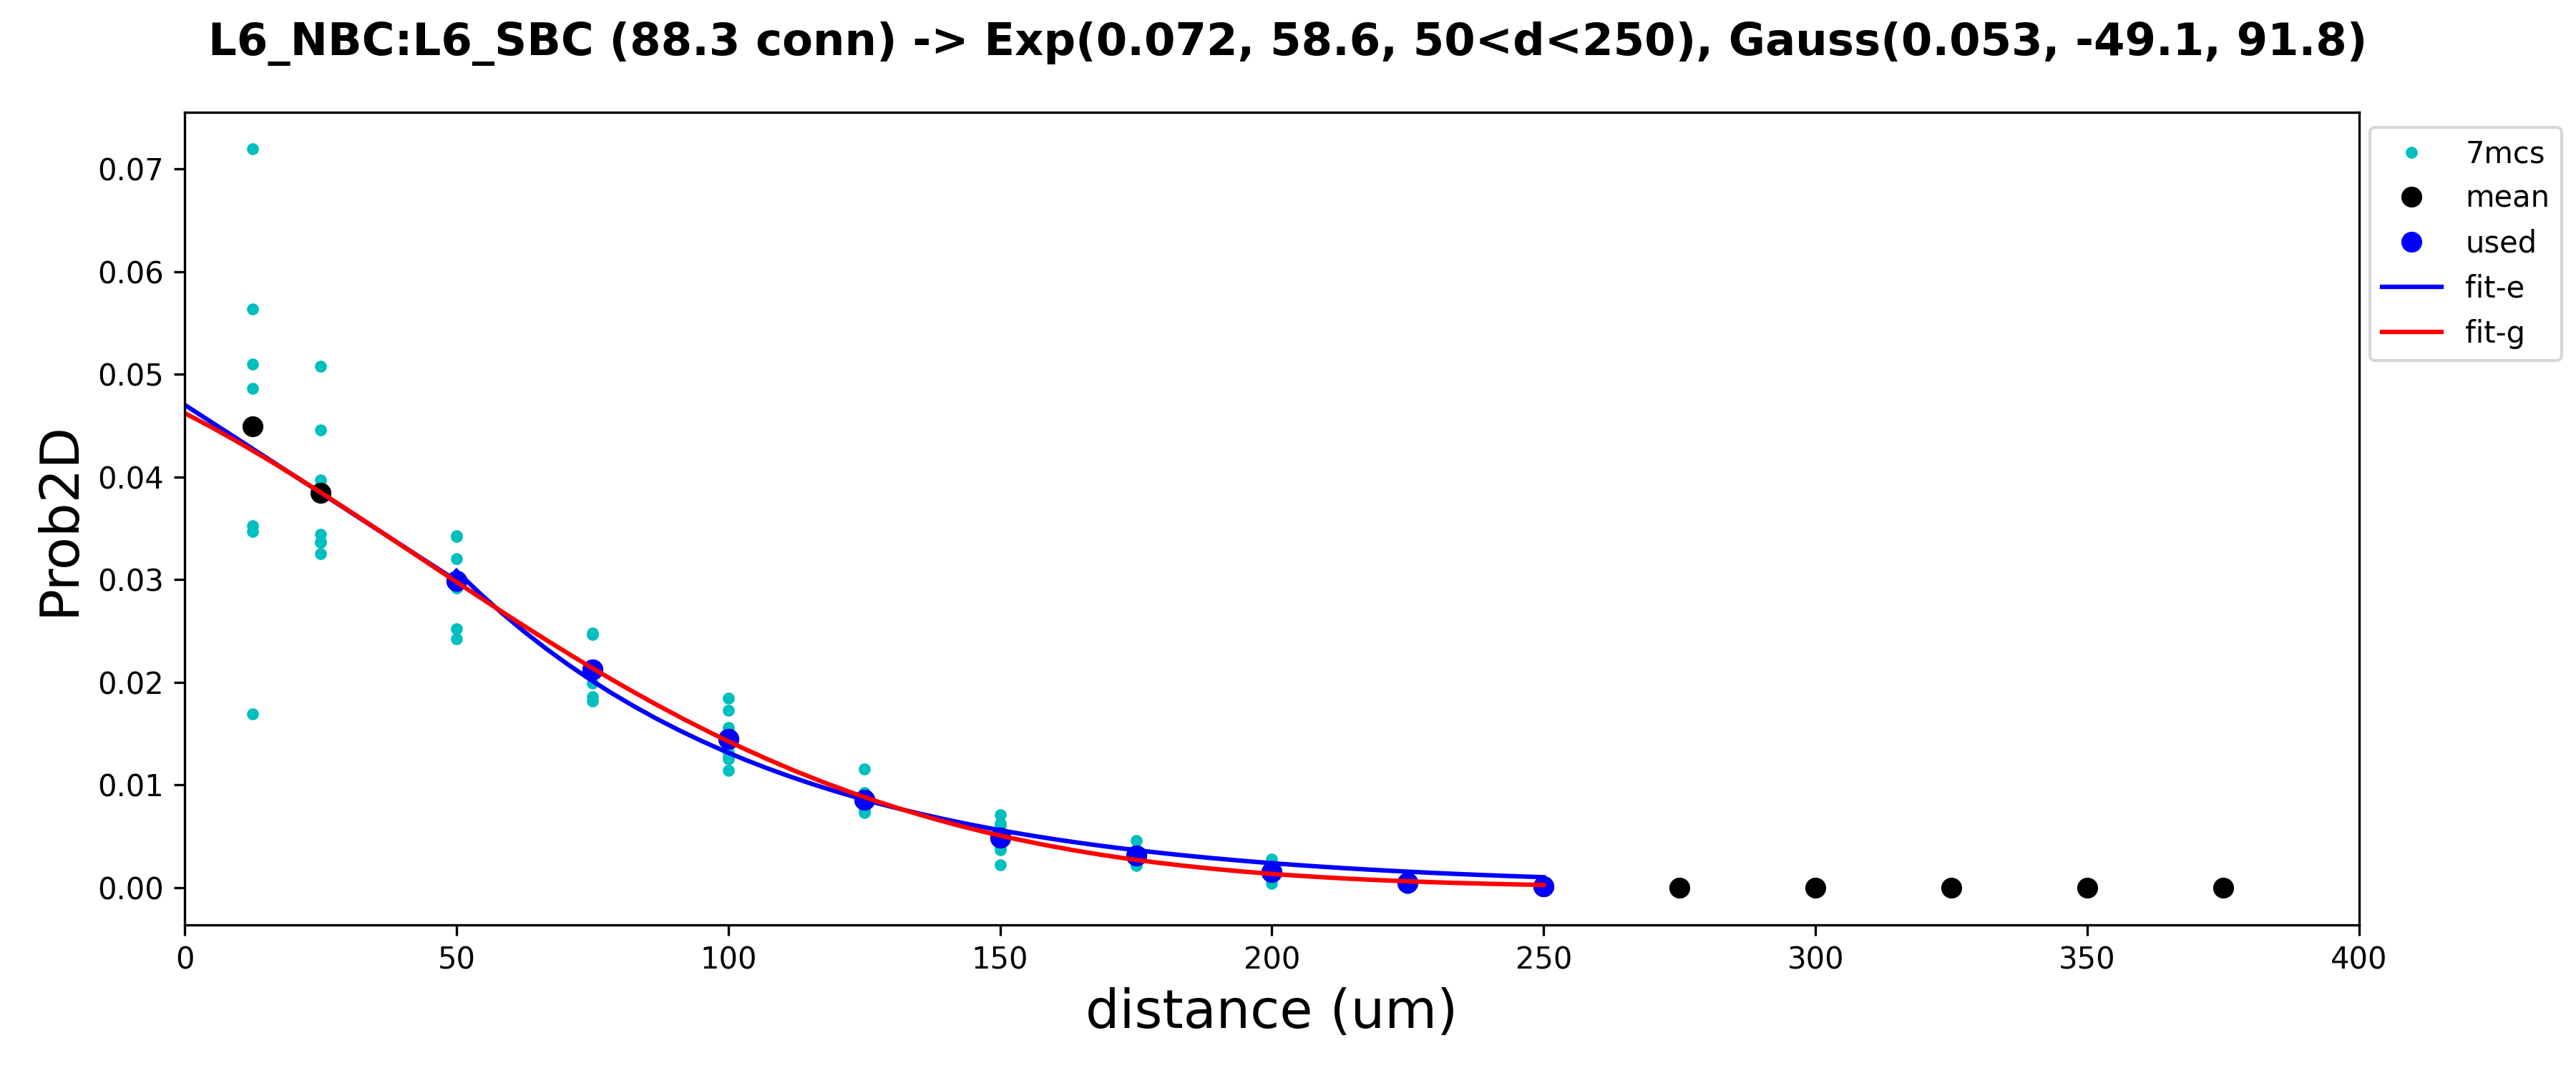 L6_NBC:L6_SBC (88.3 conn) -> Exp(0.072, 58.6, 50<d<250), Gauss(0.053, -49.1, 91.8)
7mcs
mean
used
fit-e
fit-g
Prob2D
0.07
0.06
0.05
0.04
0.03
0.02
0.01
0.00
0 50 100 150 200 250 300 350 400
distance (um)